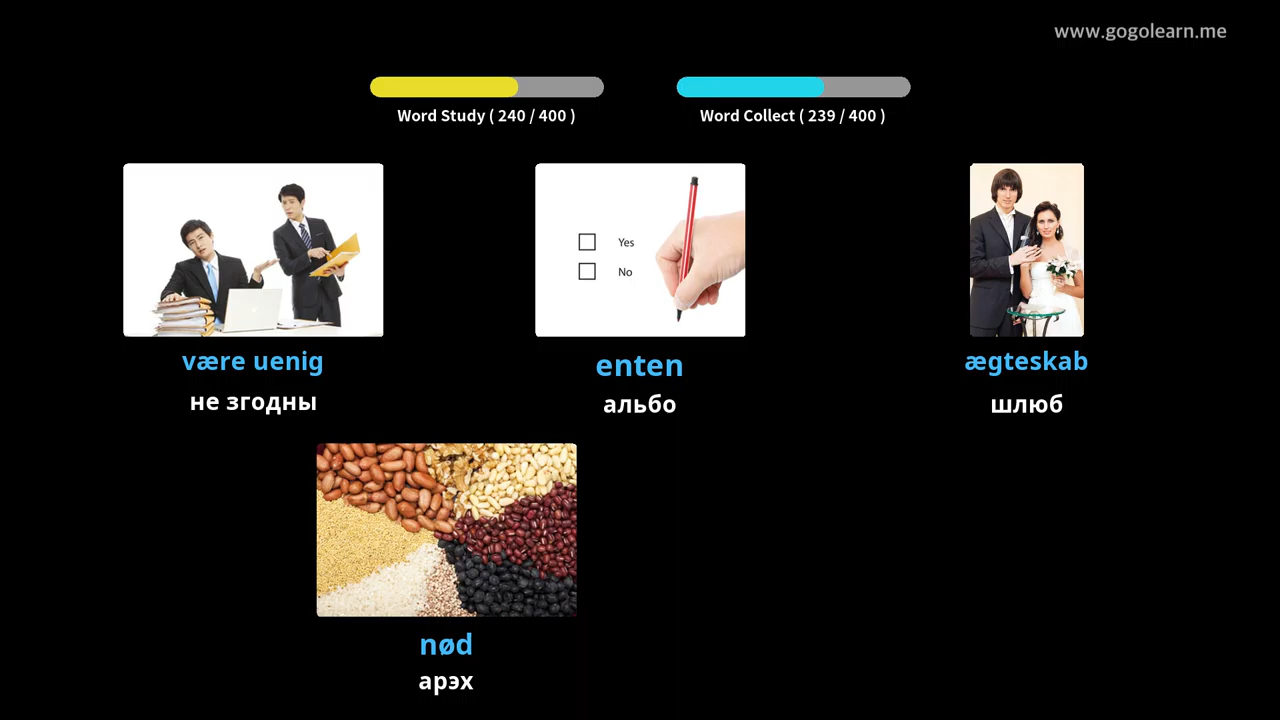 www.gogolearn.me
Word Study ( 240 / 400 )
Word Collect ( 239 / 400 )
Yes
No
være uenig
не згодны
enten
альбо
ægteskab
шлюб
nød
арэх